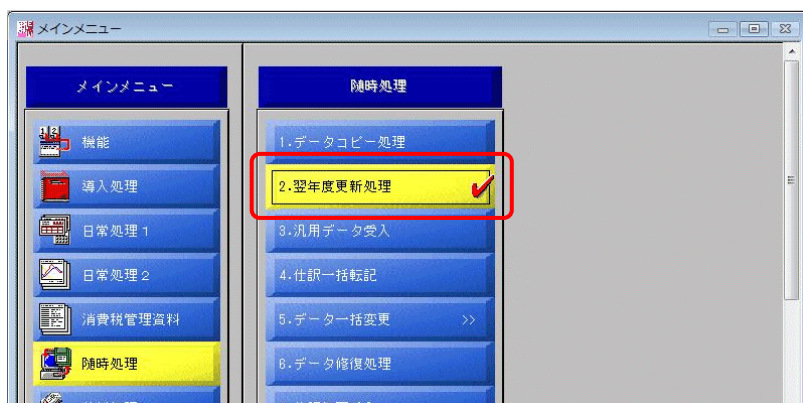 メインメニュー
メインメニュー
機能
導入処理
日常処理1
日常処理2
消費税管理資料
随時処理
随時処理
1.データコピー処理
2.翌年度更新処理
3.汎用データ受入
4.仕訳一括転記
5.データ一括変更 >>
6.データ修復処理